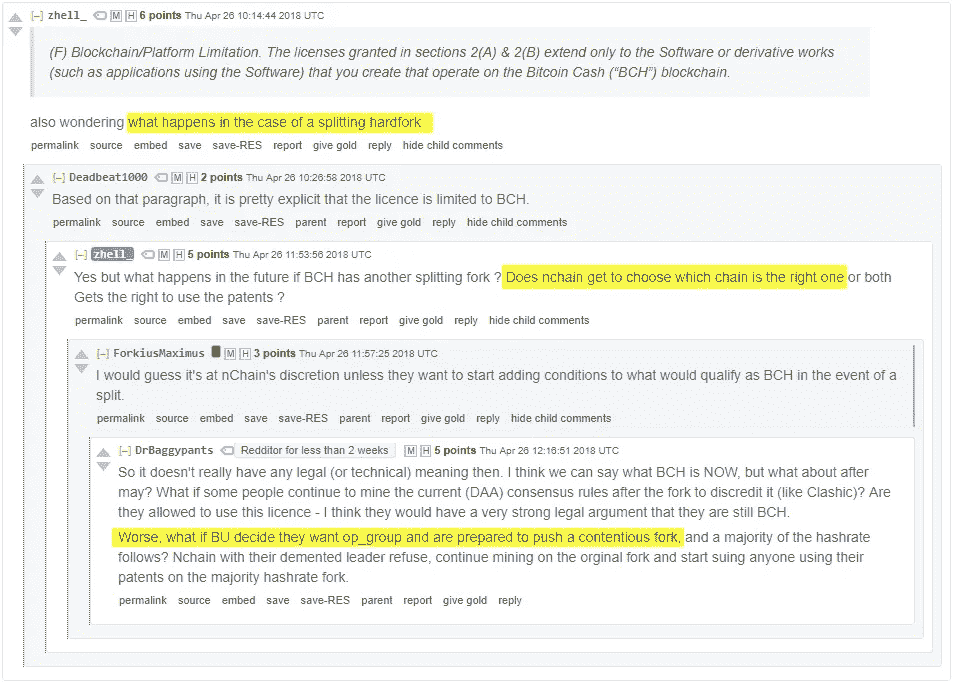 [–] zhell_ [M] [H] 6 points Thu Apr 26 10:14:44 2018 UTC
(F) Blockchain/Platform Limitation. The licenses granted in sections 2(A) & 2(B) extend only to the Software or derivative works
(such as applications using the Software) that you create that operate on the Bitcoin Cash (“BCH”) blockchain.
also wondering what happens in the case of a splitting hardfork
permalink source embed save save-RES report give gold reply hide child comments
[–] Deadbeat1000 [M] [H] 2 points Thu Apr 26 10:26:58 2018 UTC
Based on that paragraph, it is pretty explicit that the licence is limited to BCH.
permalink source embed save save-RES parent report give gold reply hide child comments
[–] zhell_ [M] [H] 5 points Thu Apr 26 11:53:56 2018 UTC
Yes but what happens in the future if BCH has another splitting fork ? Does nchain get to choose which chain is the right one or both
Gets the right to use the patents ?
permalink source embed save save-RES parent report give gold reply hide child comments
[–] ForkiusMaximus [M] [H] 3 points Thu Apr 26 11:57:25 2018 UTC
I would guess it's at nChain's discretion unless they want to start adding conditions to what would qualify as BCH in the event of a
split.
permalink source embed save save-RES parent report give gold reply hide child comments
[–] DrBaggypants Redditor for less than 2 weeks [M] [H] 5 points Thu Apr 26 12:16:51 2018 UTC
So it doesn't really have any legal (or technical) meaning then. I think we can say what BCH is NOW, but what about after
may? What if some people continue to mine the current (DAA) consensus rules after the fork to discredit it (like Clashic)? Are
they allowed to use this licence - I think they would have a very strong legal argument that they are still BCH.
Worse, what if BU decide they want op_group and are prepared to push a contentious fork, and a majority of the hashrate
follows? Nchain with their demented leader refuse, continue mining on the orginal fork and start suing anyone using their
patents on the majority hashrate fork.
permalink source embed save save-RES parent report give gold reply